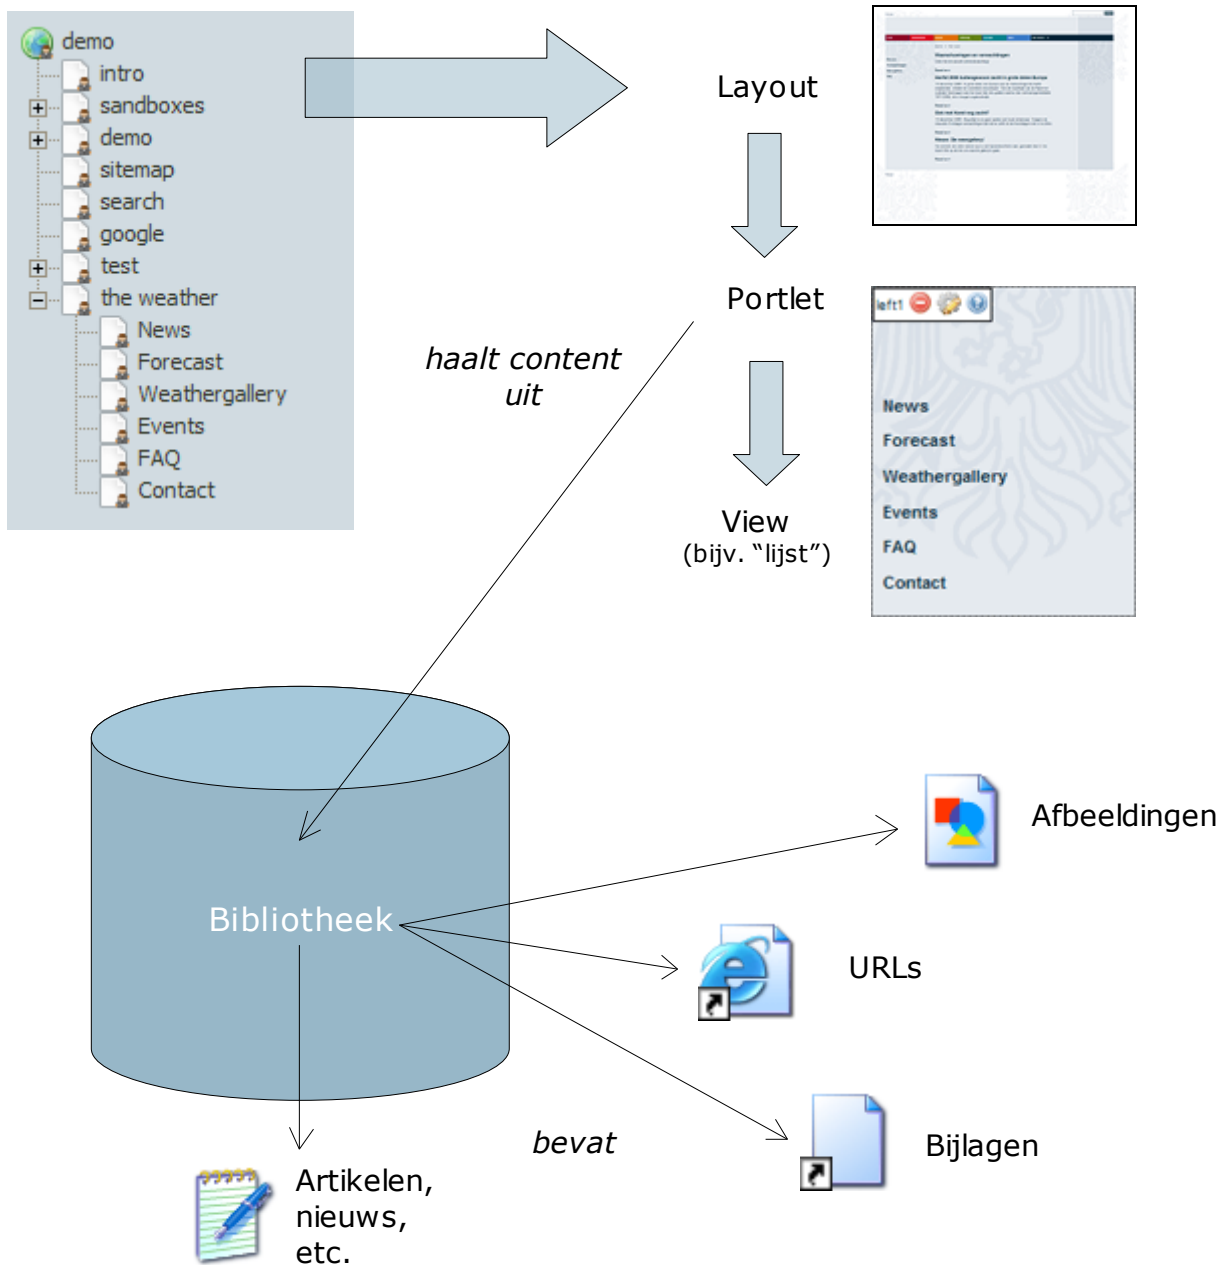 demo
intro
sandboxes
demo
sitemap
search
google
test
the weather
News
Forecast
Weathergallery
Events
FAQ
Contact
Layout
Portlet
haalt content
uit
View
(bijv. “lijst”)
left1
News
Forecast
Weathergallery
Events
FAQ
Contact
Bibliotheek
Afbeeldingen
URLs
Bijlagen
bevat
Artikelen,
nieuws,
etc.